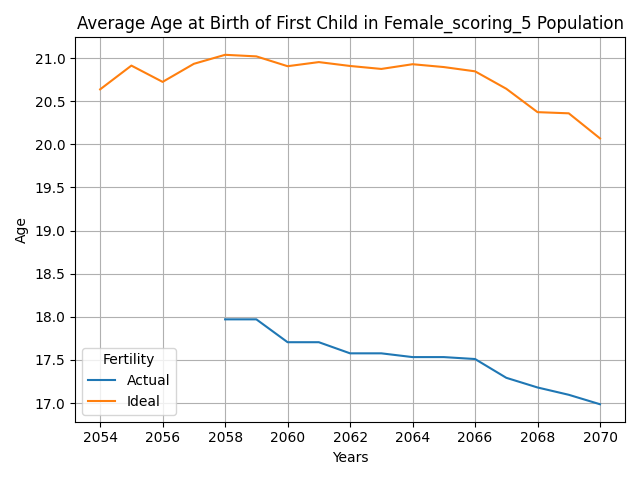 Average Age at Birth of First Child in Female_scoring_5 Population
Age
21.0
20.5
20.0
19.5
19.0
18.5
18.0
17.5
17.0
Fertility
Actual
Ideal
2054 2056 2058 2060 2062 2064 2066 2068 2070
Years